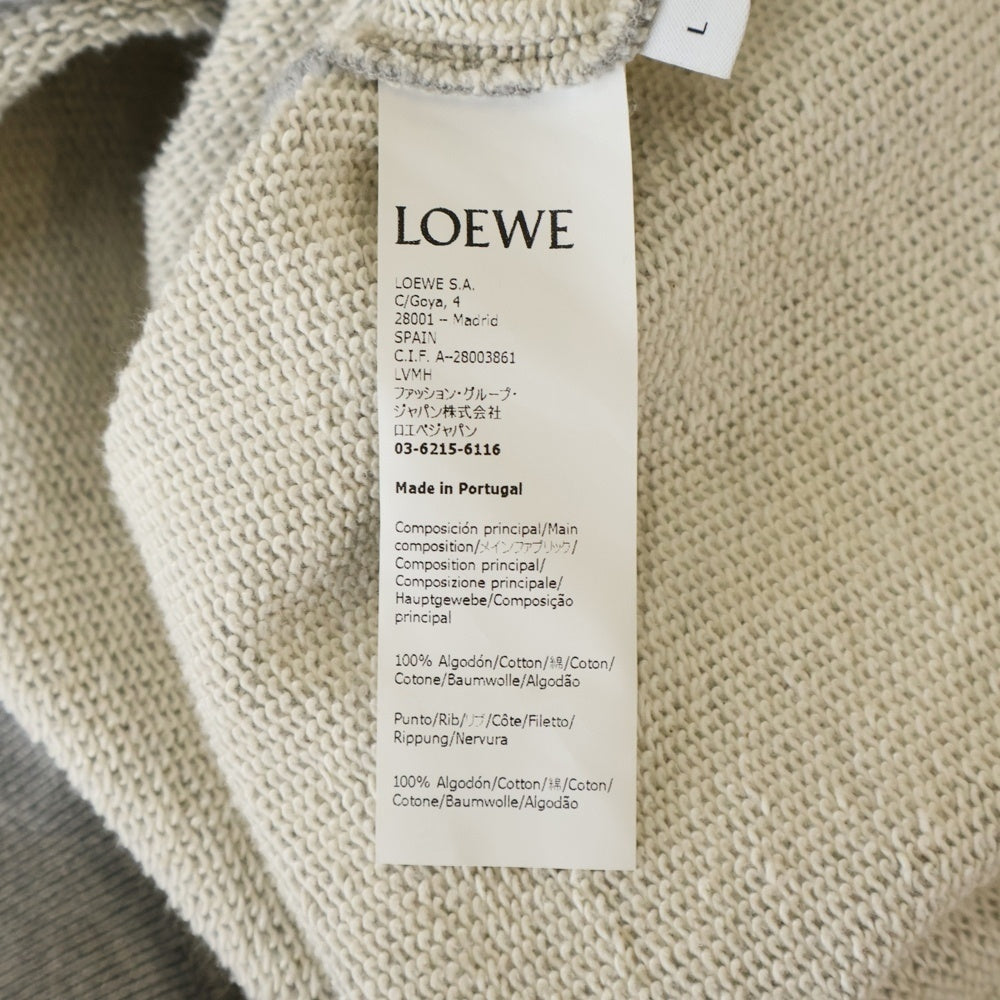 L
LOEWE
LOEWE S.A.
C/Goya, 4
28001 – Madrid
SPAIN
C.I.F. A-28003861
LVMH
ファッション・グループ・
ジャパン株式会社
ロエベジャパン
03-6215-6116
Made in Portugal
Composición principal/Main
composition/メインファブリック/
Composition principal/
Composizione principale/
Hauptgewebe/Composição
principal
100% Algodón/Cotton/綿/Coton/
Cotone/Baumwolle/Algodão
Punto/Rib/リブ/Côte/Filetto/
Rippung/Nervura
100% Algodón/Cotton/綿/Coton/
Cotone/Baumwolle/Algodão